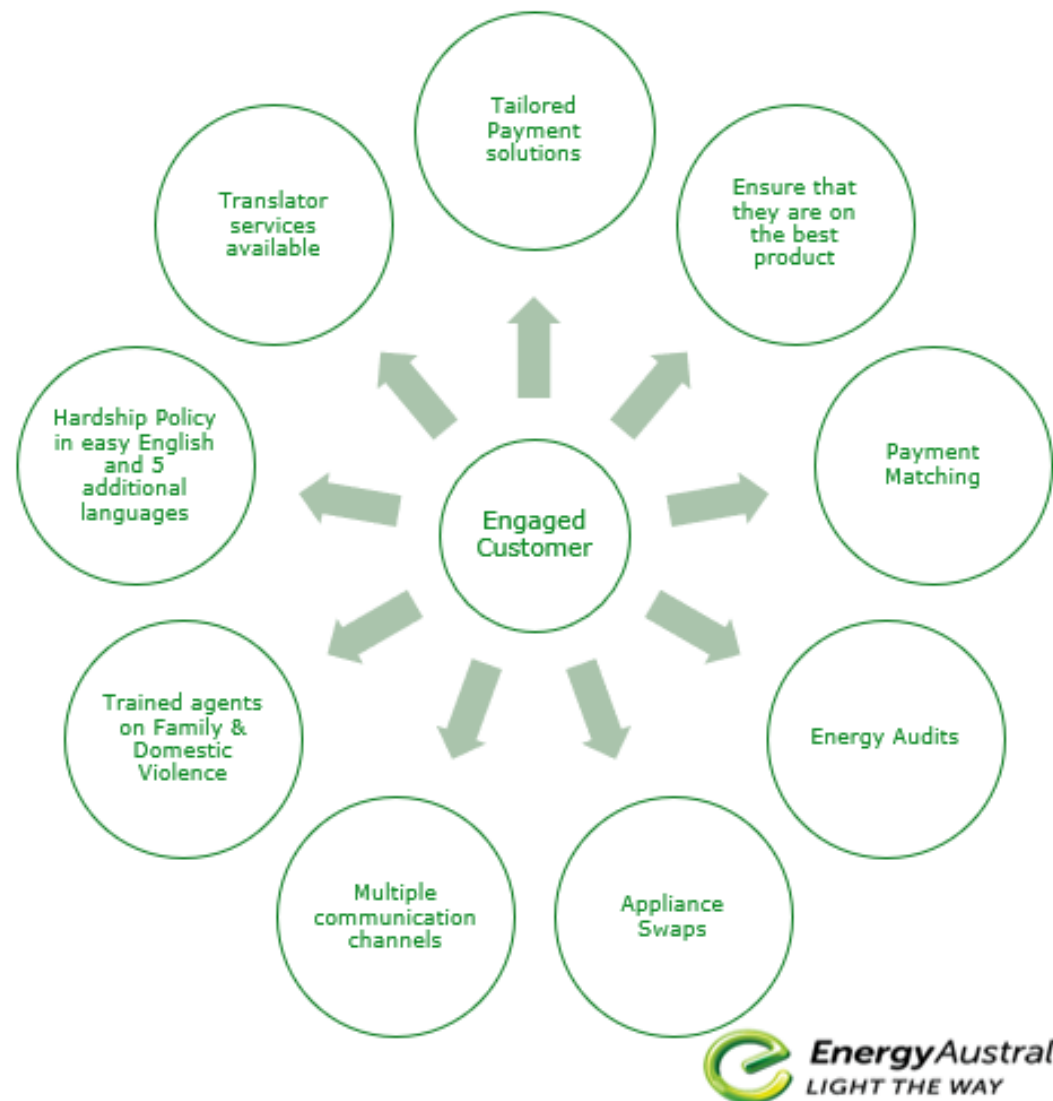 Tailored
Payment
solutions
Ensure that
they are on
the best
product
Payment
Matching
Energy Audits
Appliance
Swaps
Multiple
communication
channels
Trained agents
on Family &
Domestic
Violence
Hardship Policy
in easy English
and 5
additional
languages
Translator
services
available
Engaged
Customer
EnergyAustral
LIGHT THE WAY